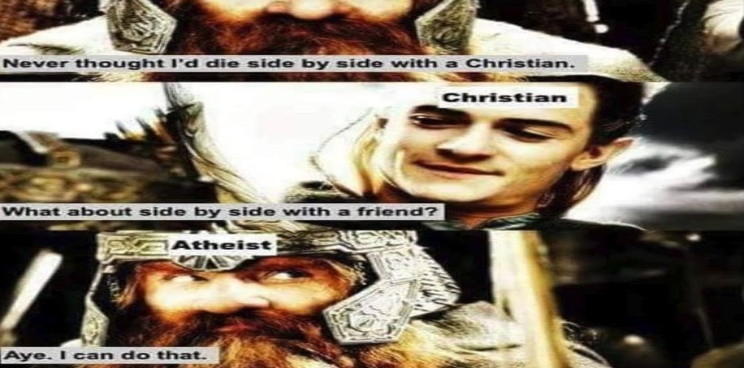 Never thought I'd die side by side with a Christian.
Christian
What about side by side with a friend?
Atheist
Aye. I can do that.